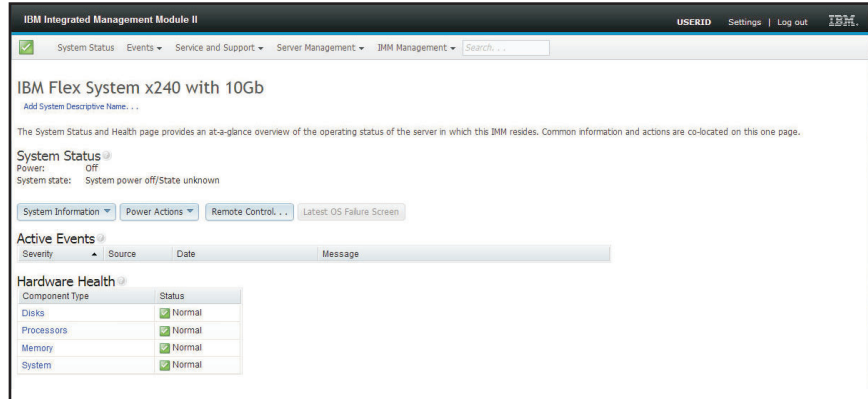 IBM Integrated Management Module II
USERID Settings | Log out IBM.
System Status Events Service and Support Server Management IMM Management Search. . .
IBM Flex System x240 with 10Gb
Add System Descriptive Name. . .
The System Status and Health page provides an at-a-glance overview of the operating status of the server in which this IMM resides. Common information and actions are co-located on this one page.
System Status
Power: Off
System state: System power off/State unknown
System Information Power Actions Remote Control. . . Latest OS Failure Screen
Active Events
Severity Source Date Message
Hardware Health
Component Type Status
Disks Normal
Processors Normal
Memory Normal
System Normal